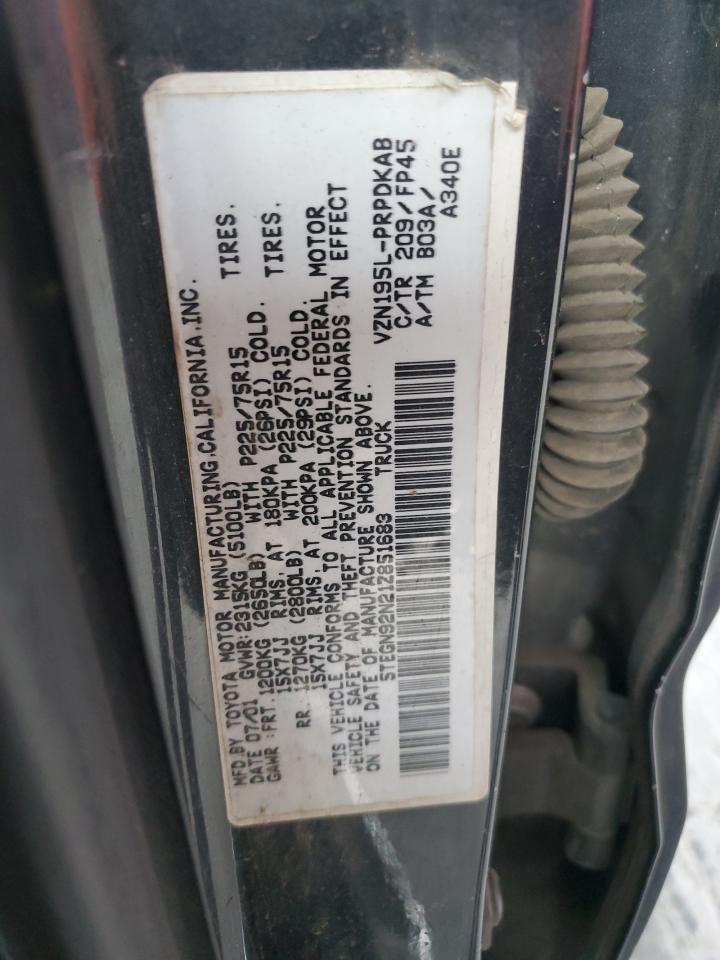 MFD.BY TOYOTA MOTOR MANUFACTURING,CALIFORNIA,INC.
DATE 07/01 GVWR:2315KG (5100LB)
GAWR:FRT.1200KG (2650LB) WITH P225/75R15 TIRES.
15X7JJ RIMS, AT 180KPA (26PSI) COLD.
RR. 1270KG (2800LB) WITH P225/75R15 TIRES.
15X7JJ RIMS, AT 200KPA (29PSI) COLD.
THIS VEHICLE CONFORMS TO ALL APPLICABLE FEDERAL MOTOR
VEHICLE SAFETY AND THEFT PREVENTION STANDARDS IN EFFECT
ON THE DATE OF MANUFACTURE SHOWN ABOVE.
5TEGN92N21Z851683 TRUCK
VZN195L-PRPDKAB
C/TR 209/FP45
A/TM B03A/
A340E